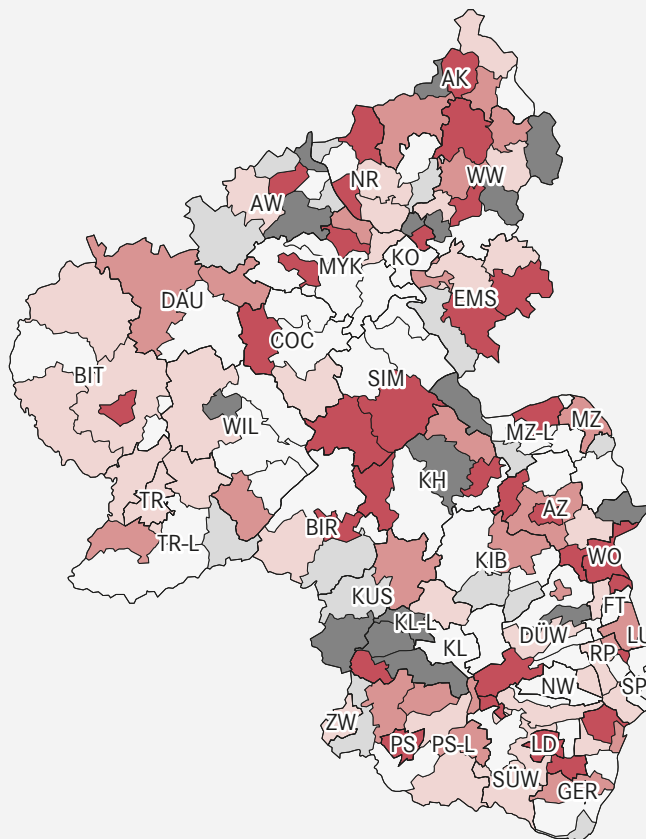 AK
NR
WW
AW
KO
MYK
DAU
EMS
COC
BIT
SIM
WIL
MZ-L
MZ
KH
TR
AZ
BIR
TR-L
KIB
WO
KUS
FT
KL-L
DÜW
LU
KL
RP
NW
SP
ZW
PS
PS-L
LD
SÜW
GER